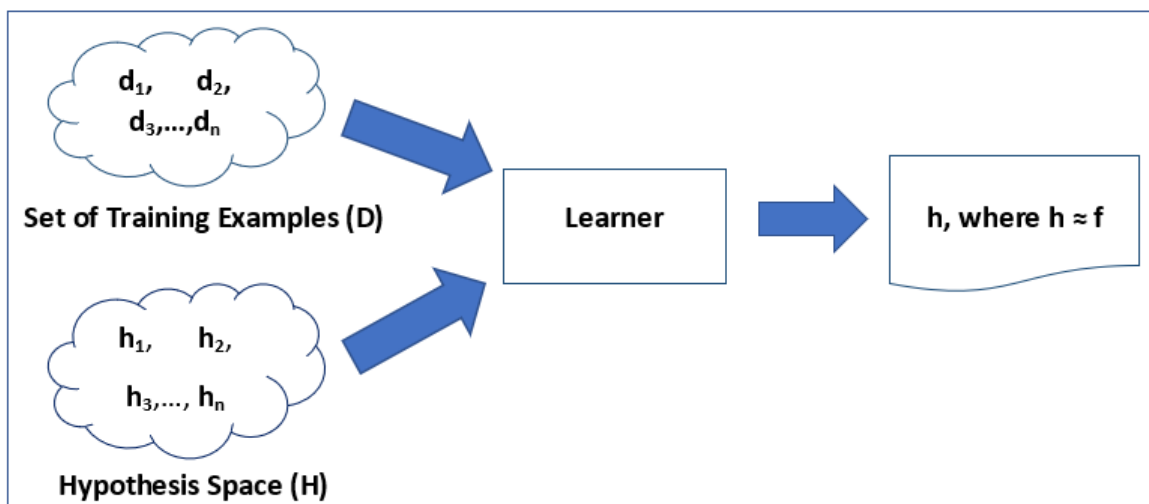 d₁, d₂,
d₃,...,dₙ
Set of Training Examples (D)
h₁, h₂,
h₃,..., hₙ
Hypothesis Space (H)
Learner
h, where h ≈ f